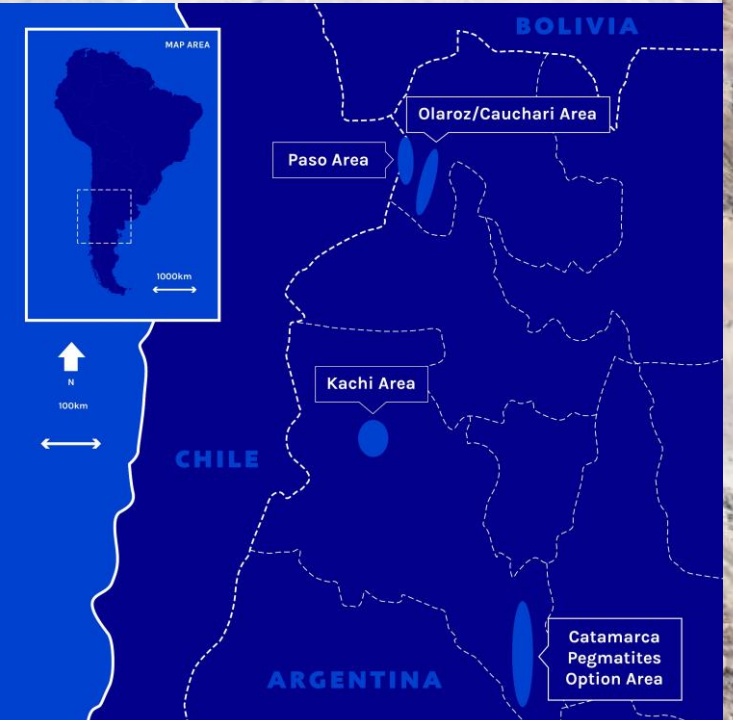 BOLIVIA
MAP AREA
1000km
N
100km
Olaroz/Cauchari Area
Paso Area
Kachi Area
CHILE
ARGENTINA
Catamarca
Pegmatites
Option Area